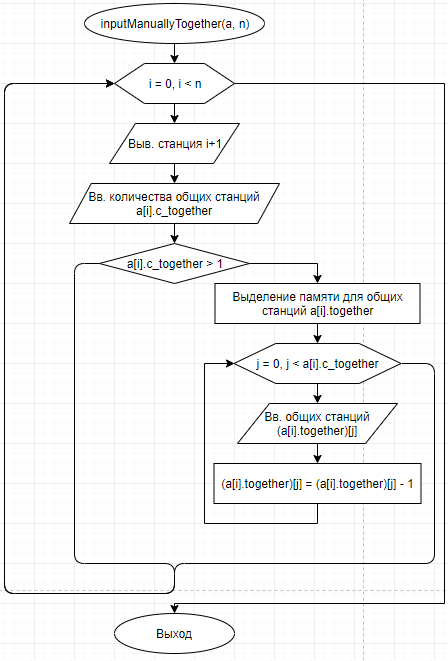 inputManuallyTogether(a, n)
i = 0, i < n
Выв. станция i+1
Вв. количества общих станций
a[i].c_together
a[i].c_together > 1
Выделение памяти для общих
станций a[i].together
j = 0, j < a[i].c_together
Вв. общих станций
(a[i].together)[j]
(a[i].together)[j] = (a[i].together)[j] - 1
Выход